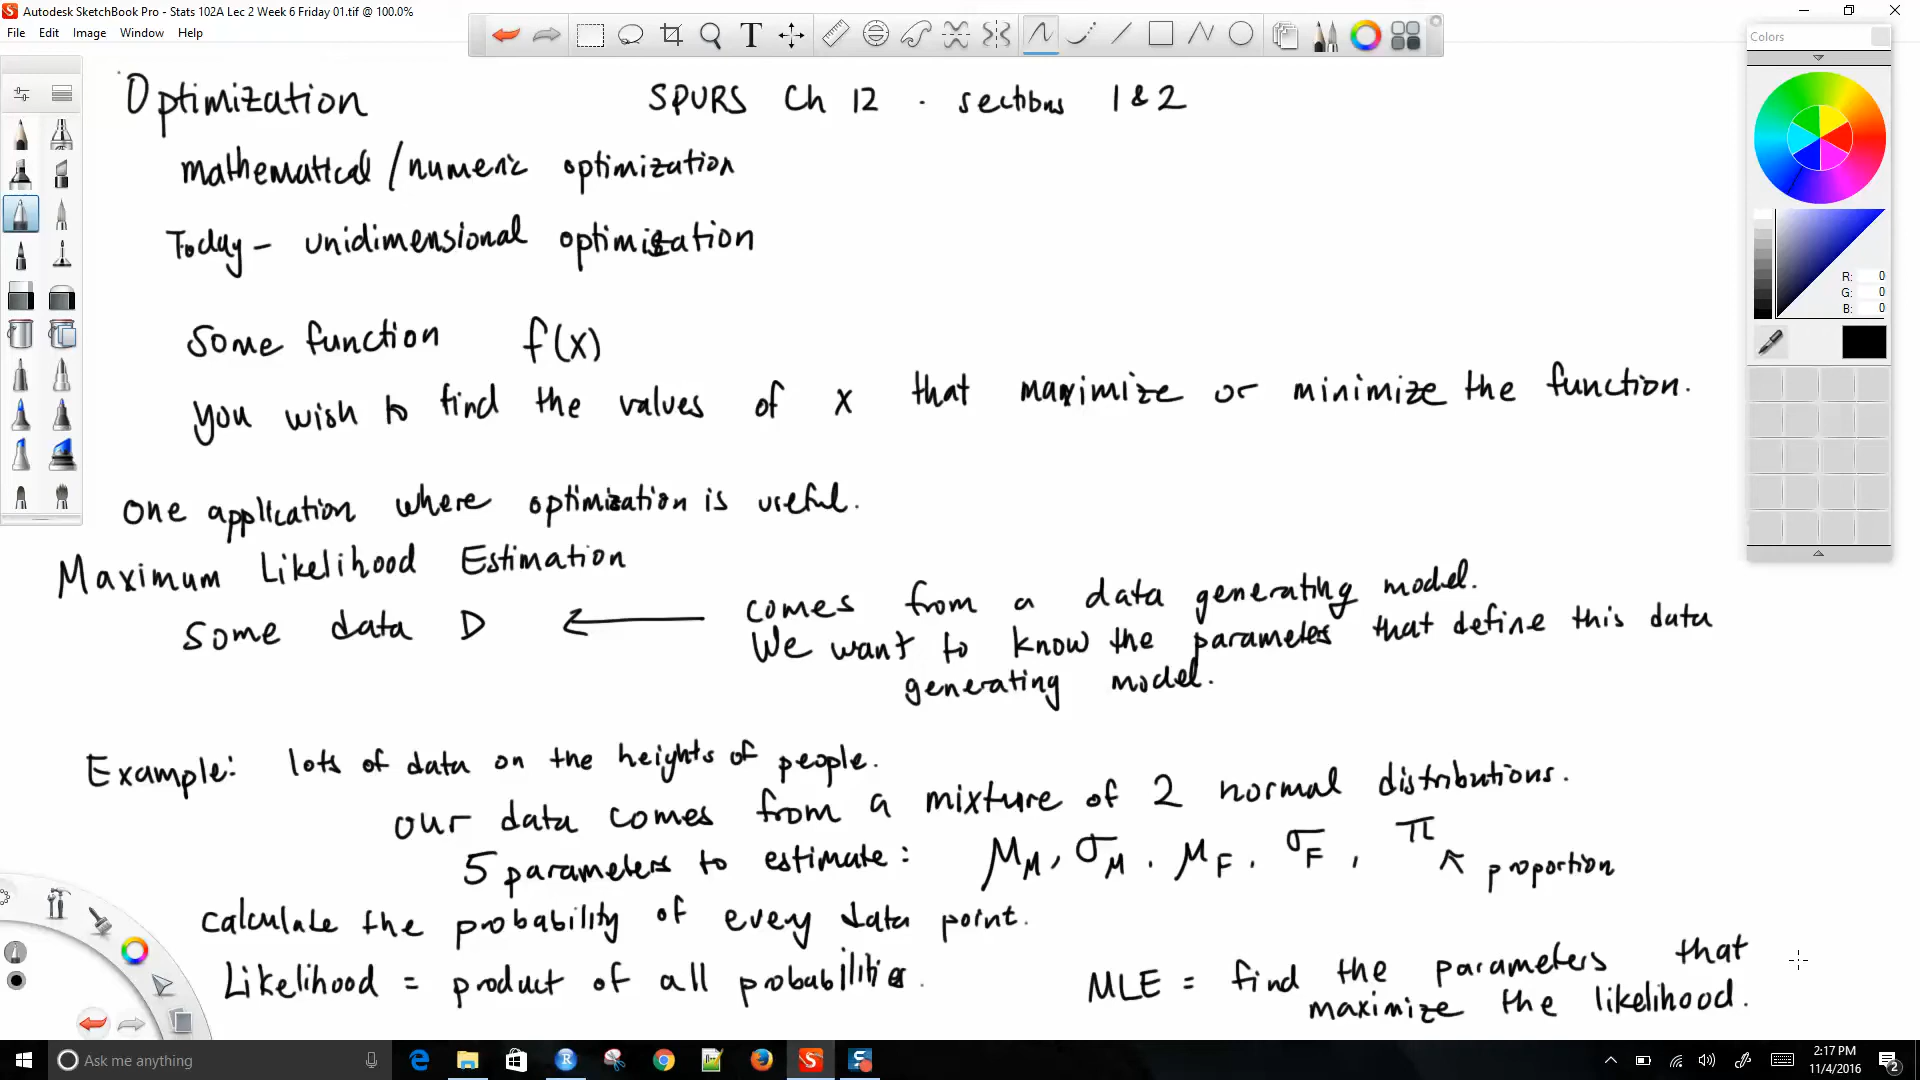 Autodesk SketchBook Pro - Stats 102A Lec 2 Week 6 Friday 01.tif @ 100.0%
File Edit Image Window Help
Colors
Optimization SPURS Ch 12 . sections 1 & 2
mathematical / numeric optimization
Today - unidimensional optimization
R: 0
G: 0
B: 0
Some function f(x)
You wish to find the values of x that maximize or minimize the function.
One application where optimization is useful.
Maximum Likelihood Estimation
Some data D ← comes from a data generating model.
We want to know the parameters that define this data
generating model.
Example: lots of data on the heights of people.
Our data comes from a mixture of 2 normal distributions.
5 parameters to estimate: μM, σM, μF, σF, π ↖ proportion
Calculate the probability of every data point.
Likelihood = product of all probabilities.
MLE = find the parameters that
maximize the likelihood.
Ask me anything
2:17 PM
11/4/2016
2